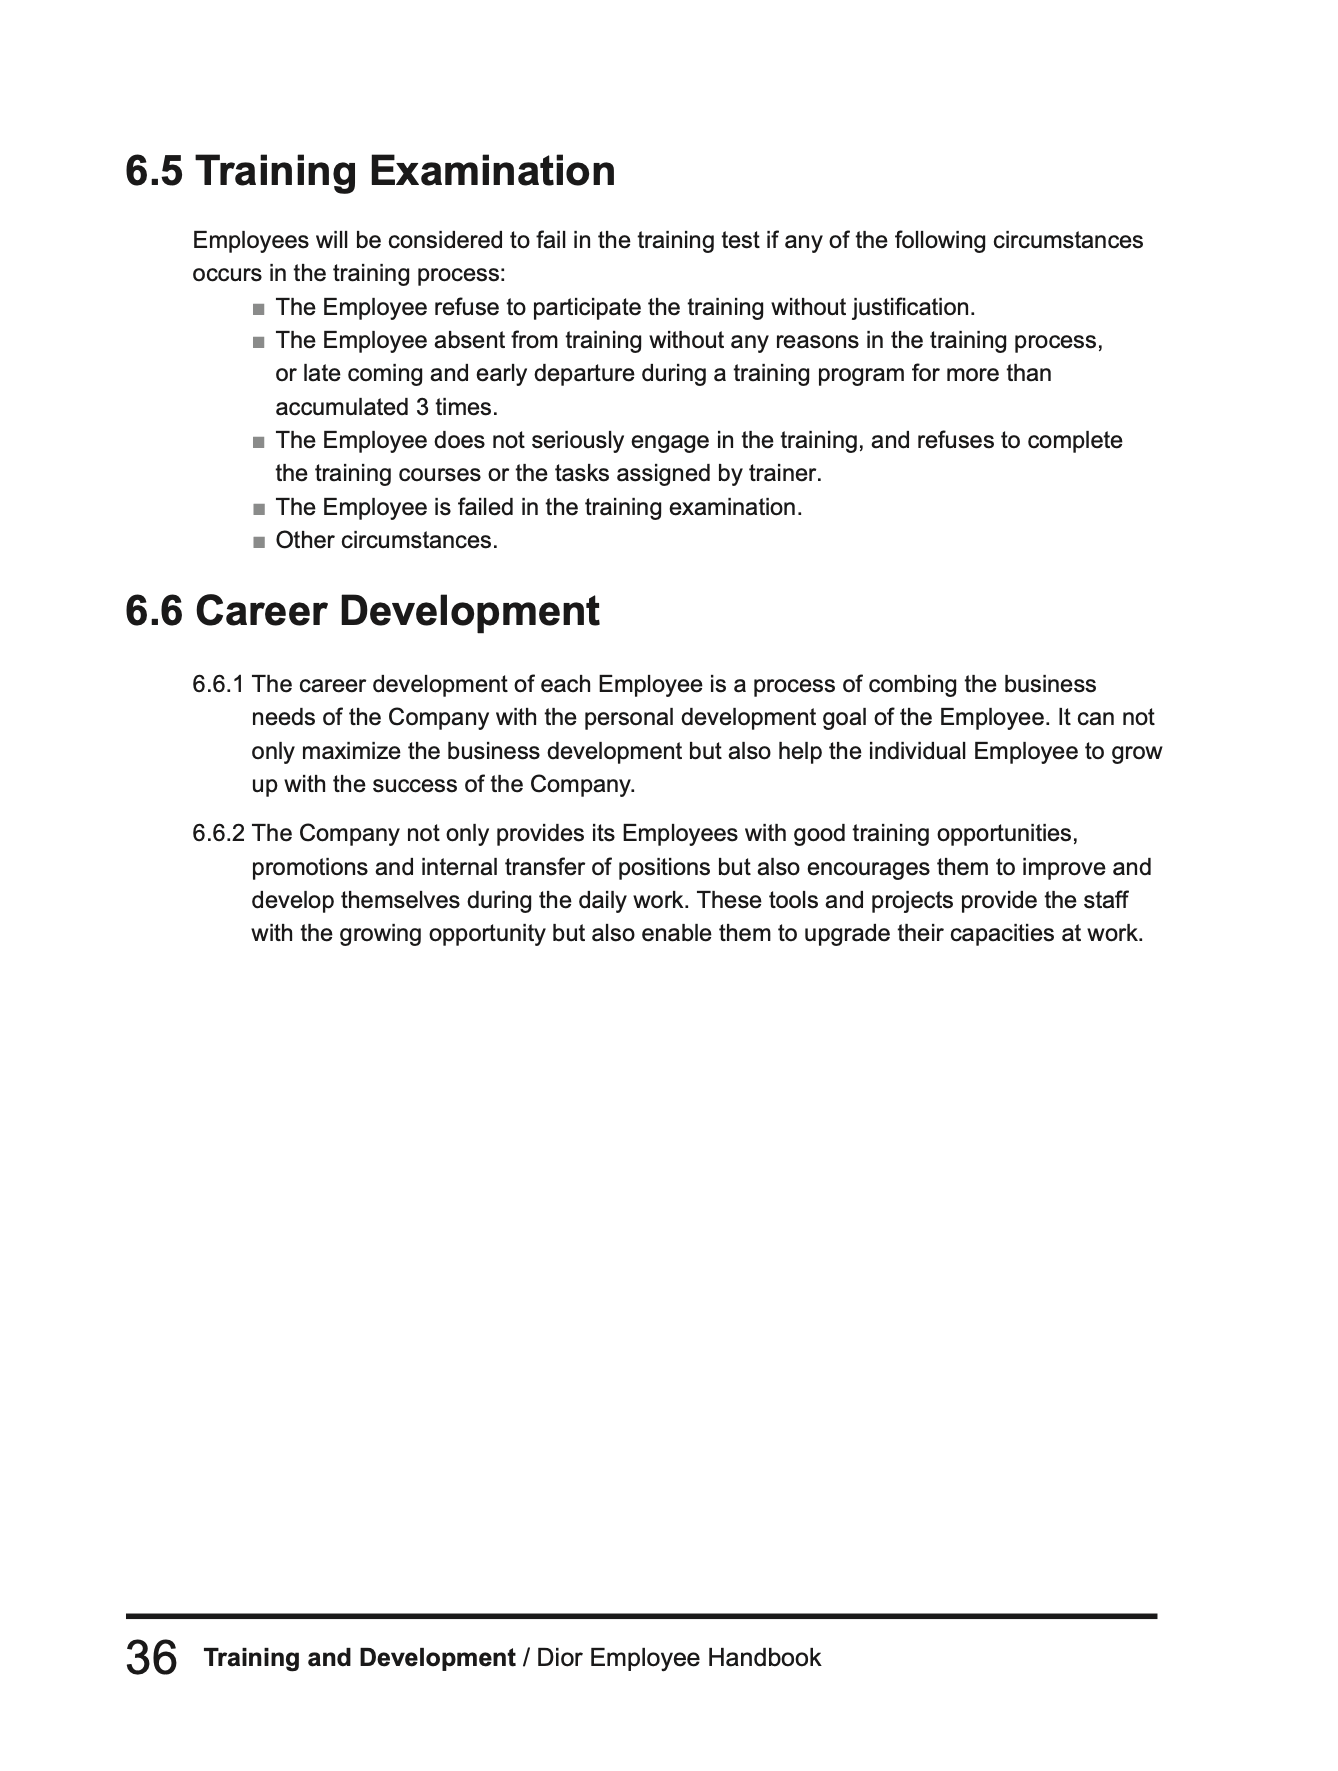 6.5 Training Examination
Employees will be considered to fail in the training test if any of the following circumstances
occurs in the training process:
■ The Employee refuse to participate the training without justification.
■ The Employee absent from training without any reasons in the training process,
or late coming and early departure during a training program for more than
accumulated 3 times.
■ The Employee does not seriously engage in the training, and refuses to complete
the training courses or the tasks assigned by trainer.
■ The Employee is failed in the training examination.
■ Other circumstances.
6.6 Career Development
6.6.1 The career development of each Employee is a process of combing the business
needs of the Company with the personal development goal of the Employee. It can not
only maximize the business development but also help the individual Employee to grow
up with the success of the Company.
6.6.2 The Company not only provides its Employees with good training opportunities,
promotions and internal transfer of positions but also encourages them to improve and
develop themselves during the daily work. These tools and projects provide the staff
with the growing opportunity but also enable them to upgrade their capacities at work.
36 Training and Development / Dior Employee Handbook